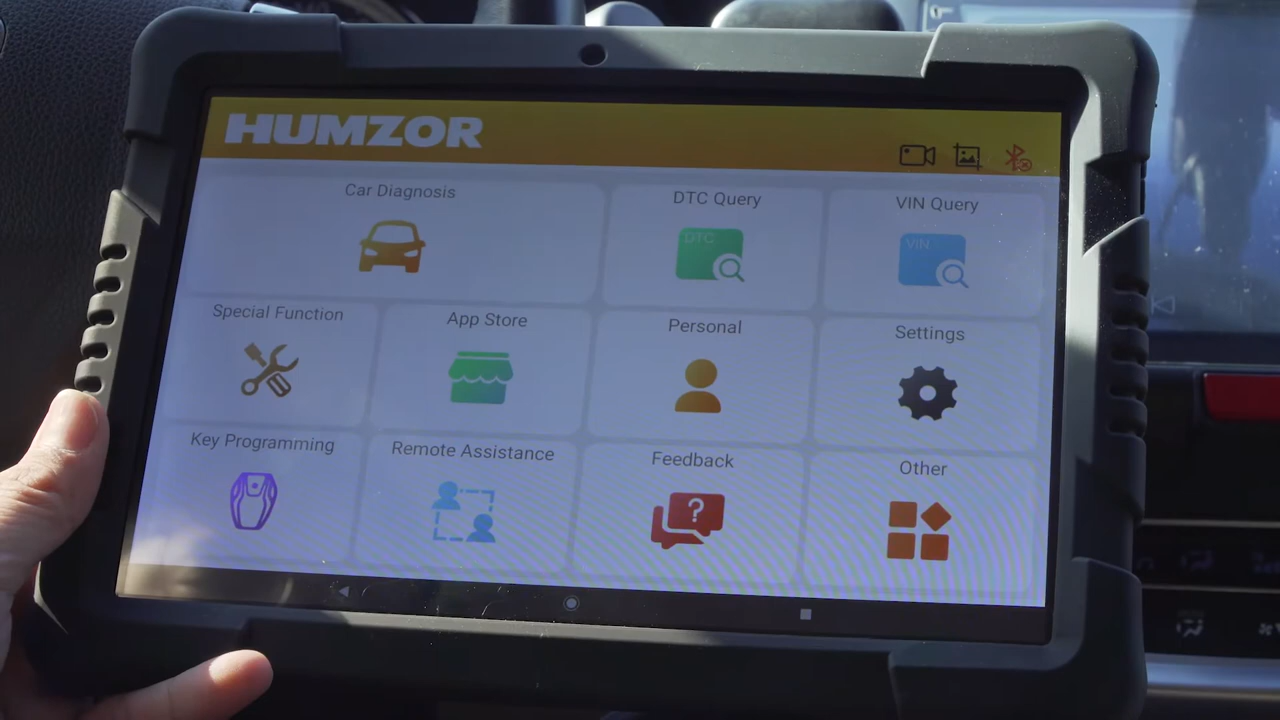 HUMZOR
Car Diagnosis
DTC Query
VIN Query
DTC
VIN
Special Function
App Store
Personal
Settings
Key Programming
Remote Assistance
Feedback
Other
?